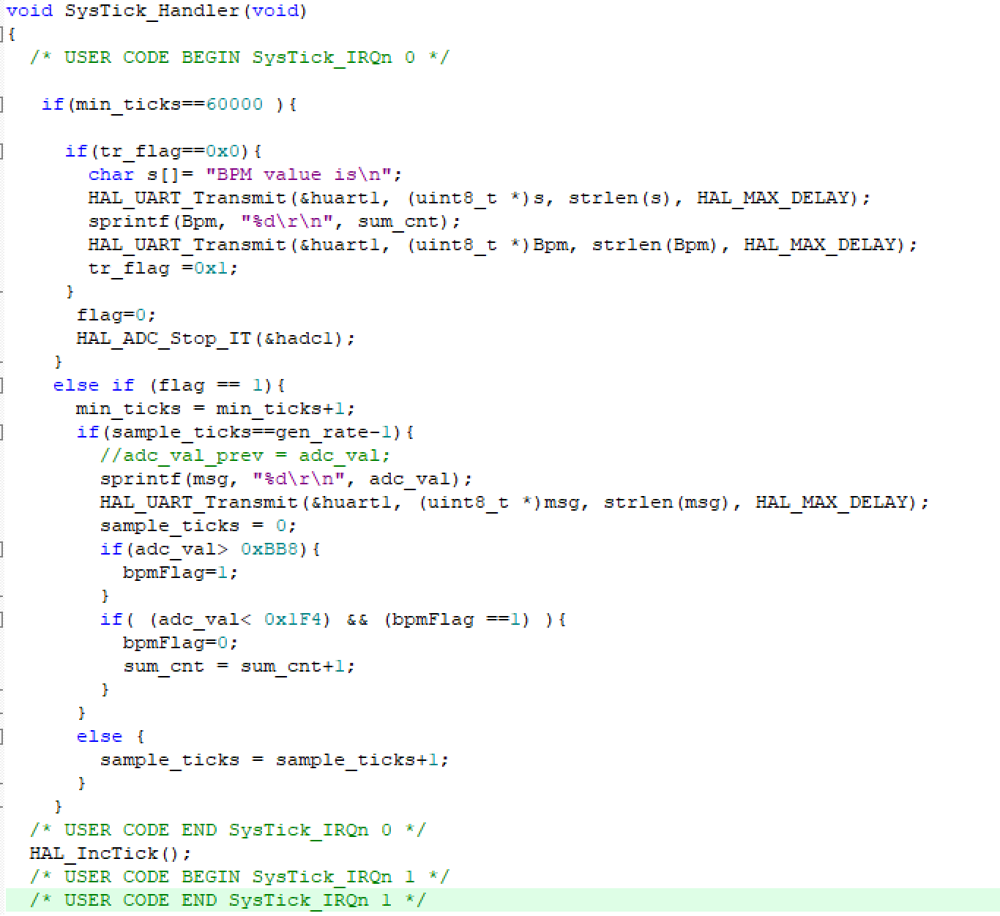 void SysTick_Handler(void)
{
/* USER CODE BEGIN SysTick_IRQn 0 */
if(min_ticks==60000 ){
if(tr_flag==0x0){
char s[]= "BPM value is\n";
HAL_UART_Transmit(&huart1, (uint8_t *)s, strlen(s), HAL_MAX_DELAY);
sprintf(Bpm, "%d\r\n", sum_cnt);
HAL_UART_Transmit(&huart1, (uint8_t *)Bpm, strlen(Bpm), HAL_MAX_DELAY);
tr_flag =0x1;
}
flag=0;
HAL_ADC_Stop_IT(&hadc1);
}
else if (flag == 1){
min_ticks = min_ticks+1;
if(sample_ticks==gen_rate-1){
//adc_val_prev = adc_val;
sprintf(msg, "%d\r\n", adc_val);
HAL_UART_Transmit(&huart1, (uint8_t *)msg, strlen(msg), HAL_MAX_DELAY);
sample_ticks = 0;
if(adc_val> 0xBB8){
bpmFlag=1;
}
if( (adc_val< 0x1F4) && (bpmFlag ==1) ){
bpmFlag=0;
sum_cnt = sum_cnt+1;
}
}
else {
sample_ticks = sample_ticks+1;
}
}
/* USER CODE END SysTick_IRQn 0 */
HAL_IncTick();
/* USER CODE BEGIN SysTick_IRQn 1 */
/* USER CODE END SysTick_IRQn 1 */